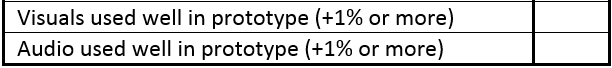 Visuals used well in prototype (+1% or more)
Audio used well in prototype (+1% or more)